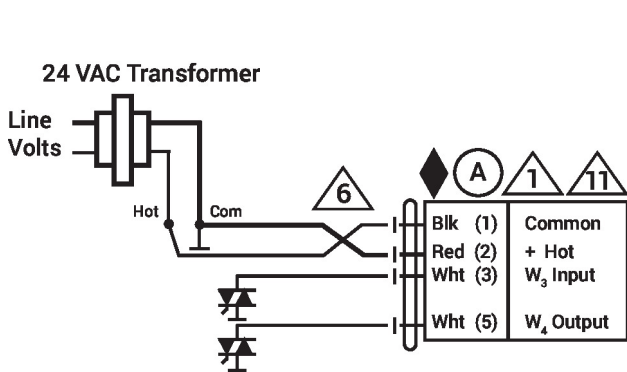 24 VAC Transformer
Line
Volts
Hot
Com
6
A
1
11
Blk (1) Common
Red (2) + Hot
Wht (3) W₃ Input
Wht (5) W₄ Output